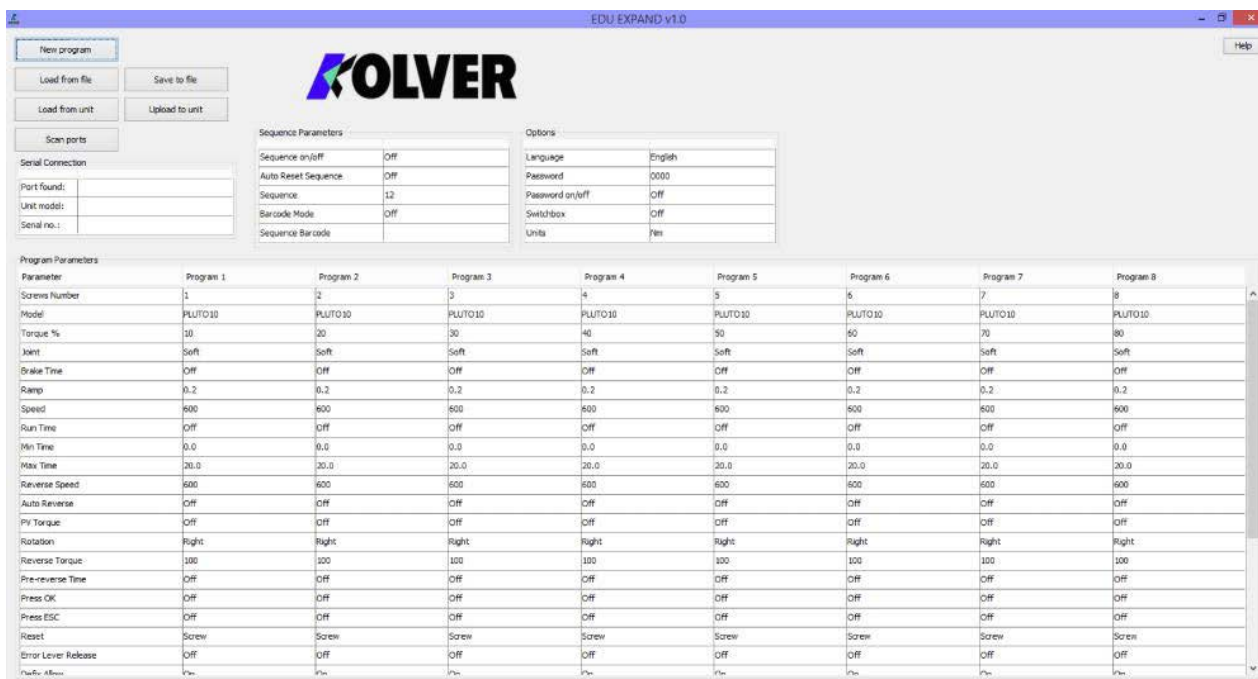 EDU EXPAND v1.0
New program
Help
Load from file Save to file
KOLVER
Load from unit Upload to unit
Scan ports
Sequence Parameters Options
Serial Connection
Sequence on/off Off Language English
Port found:
Auto Reset Sequence Off Password 0000
Unit model:
Sequence 12 Password on/off Off
Serial no.:
Barcode Mode Off Switchbox Off
Sequence Barcode Units Nm
Program Parameters
Parameter Program 1 Program 2 Program 3 Program 4 Program 5 Program 6 Program 7 Program 8
Screws Number 1 2 3 4 5 6 7 8
Model PLUTO10 PLUTO10 PLUTO10 PLUTO10 PLUTO10 PLUTO10 PLUTO10 PLUTO10
Torque % 10 20 30 40 50 60 70 80
Joint Soft Soft Soft Soft Soft Soft Soft Soft
Brake Time Off Off Off Off Off Off Off Off
Ramp 0.2 0.2 0.2 0.2 0.2 0.2 0.2 0.2
Speed 600 600 600 600 600 600 600 600
Run Time Off Off Off Off Off Off Off Off
Min Time 0.0 0.0 0.0 0.0 0.0 0.0 0.0 0.0
Max Time 20.0 20.0 20.0 20.0 20.0 20.0 20.0 20.0
Reverse Speed 600 600 600 600 600 600 600 600
Auto Reverse Off Off Off Off Off Off Off Off
PV Torque Off Off Off Off Off Off Off Off
Rotation Right Right Right Right Right Right Right Right
Reverse Torque 100 100 100 100 100 100 100 100
Pre-reverse Time Off Off Off Off Off Off Off Off
Press OK Off Off Off Off Off Off Off Off
Press ESC Off Off Off Off Off Off Off Off
Reset Screw Screw Screw Screw Screw Screw Screw Screw
Error Lever Release Off Off Off Off Off Off Off Off